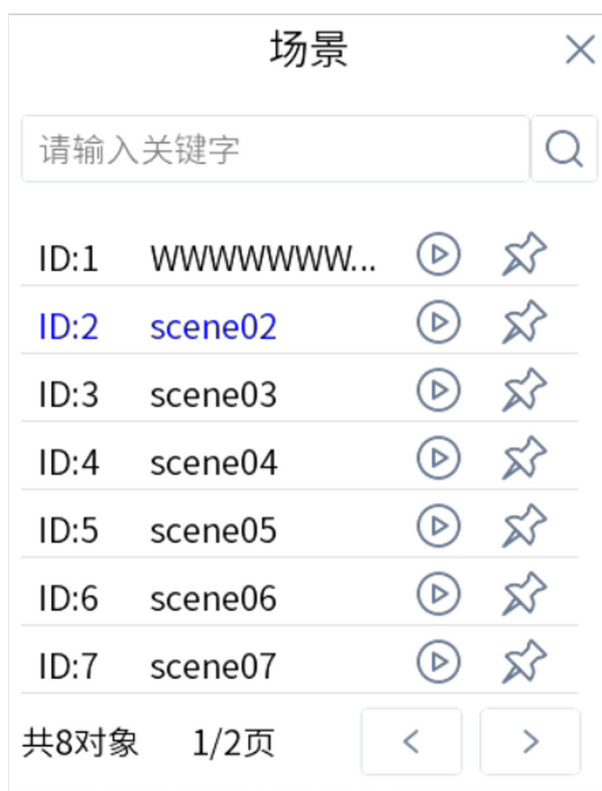 场景
请输入关键字
ID:1 WWWWWWW...
ID:2 scene02
ID:3 scene03
ID:4 scene04
ID:5 scene05
ID:6 scene06
ID:7 scene07
共8对象 1/2页 < >